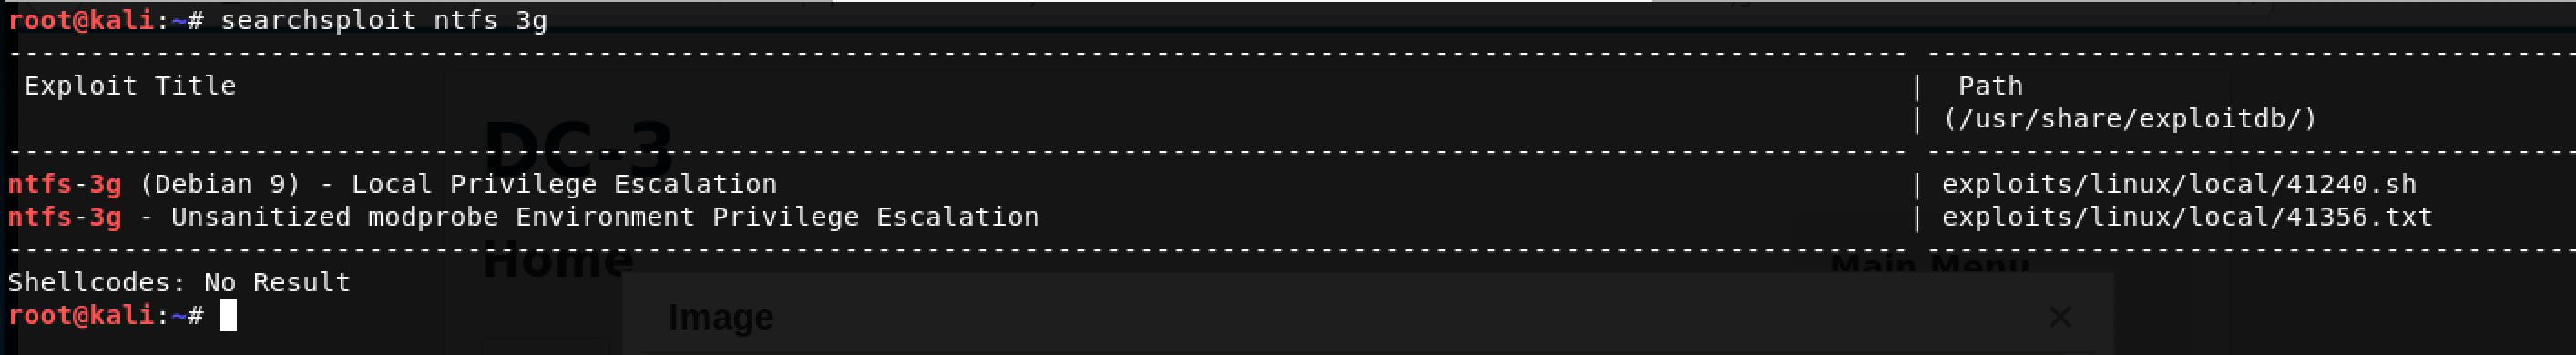 root@kali:~# searchsploit ntfs 3g
Exploit Title | Path
| (/usr/share/exploitdb/)
DC-3
ntfs-3g (Debian 9) - Local Privilege Escalation | exploits/linux/local/41240.sh
ntfs-3g - Unsanitized modprobe Environment Privilege Escalation | exploits/linux/local/41356.txt
Home
Main Menu
Shellcodes: No Result
root@kali:~#
Image ×